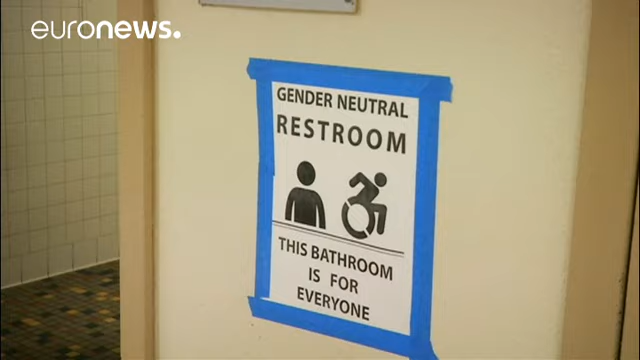 euronews.
GENDER NEUTRAL
RESTROOM
THIS BATHROOM
IS FOR
EVERYONE